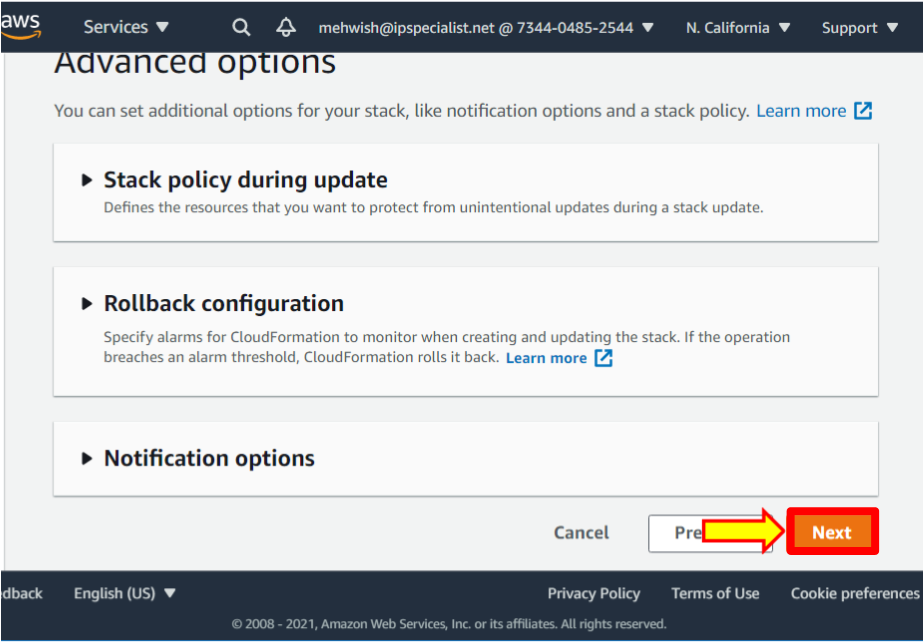 aws Services mehwish@ipspecialist.net @ 7344-0485-2544 N. California Support
Advanced options
You can set additional options for your stack, like notification options and a stack policy. Learn more
Stack policy during update
Defines the resources that you want to protect from unintentional updates during a stack update.
Rollback configuration
Specify alarms for CloudFormation to monitor when creating and updating the stack. If the operation
breaches an alarm threshold, CloudFormation rolls it back. Learn more
Notification options
Cancel Pre Next
edback English (US) Privacy Policy Terms of Use Cookie preferences
© 2008 - 2021, Amazon Web Services, Inc. or its affiliates. All rights reserved.